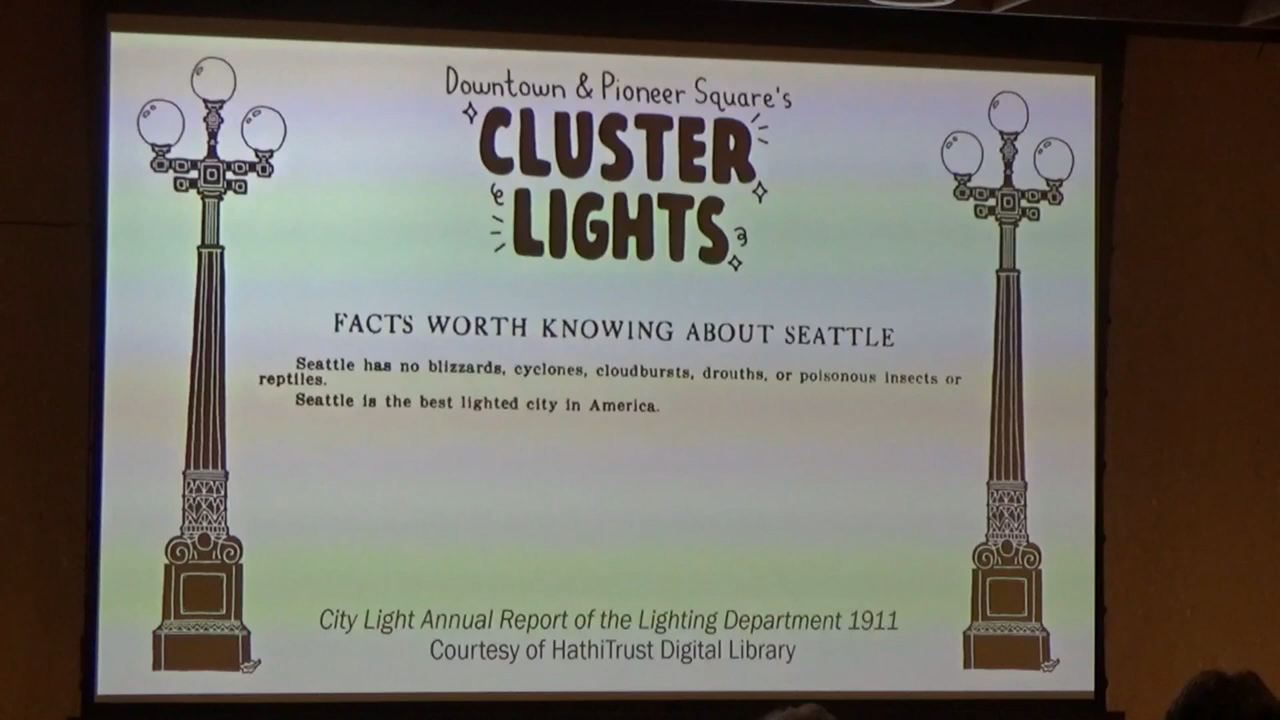 Downtown & Pioneer Square's
CLUSTER
LIGHTS
FACTS WORTH KNOWING ABOUT SEATTLE
Seattle has no blizzards, cyclones, cloudbursts, drouths, or poisonous insects or
reptiles.
Seattle is the best lighted city in America.
City Light Annual Report of the Lighting Department 1911
Courtesy of HathiTrust Digital Library